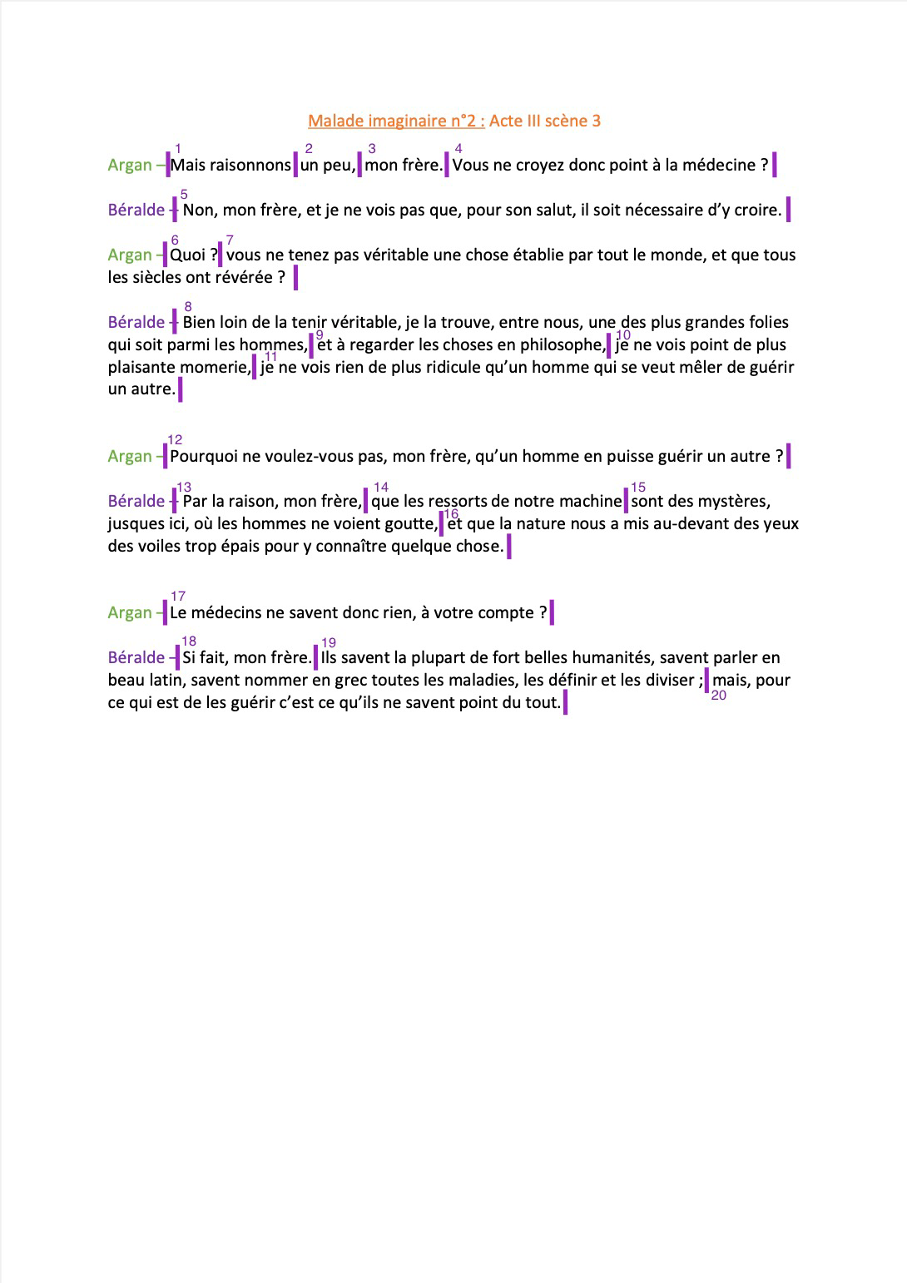 Malade imaginaire n°2 : Acte III scène 3
1 2 3 4
Argan – Mais raisonnons un peu, mon frère. Vous ne croyez donc point à la médecine ?
5
Béralde – Non, mon frère, et je ne vois pas que, pour son salut, il soit nécessaire d’y croire.
6 7
Argan – Quoi ? vous ne tenez pas véritable une chose établie par tout le monde, et que tous
les siècles ont révérée ?
8
Béralde – Bien loin de la tenir véritable, je la trouve, entre nous, une des plus grandes folies
9 10
qui soit parmi les hommes, et à regarder les choses en philosophe, je ne vois point de plus
11
plaisante momerie, je ne vois rien de plus ridicule qu’un homme qui se veut mêler de guérir
un autre.
12
Argan – Pourquoi ne voulez-vous pas, mon frère, qu’un homme en puisse guérir un autre ?
13 14 15
Béralde – Par la raison, mon frère, que les ressorts de notre machine sont des mystères,
16
jusques ici, où les hommes ne voient goutte, et que la nature nous a mis au-devant des yeux
des voiles trop épais pour y connaître quelque chose.
17
Argan – Le médecins ne savent donc rien, à votre compte ?
18 19
Béralde – Si fait, mon frère. Ils savent la plupart de fort belles humanités, savent parler en
beau latin, savent nommer en grec toutes les maladies, les définir et les diviser ; mais, pour
20
ce qui est de les guérir c’est ce qu’ils ne savent point du tout.